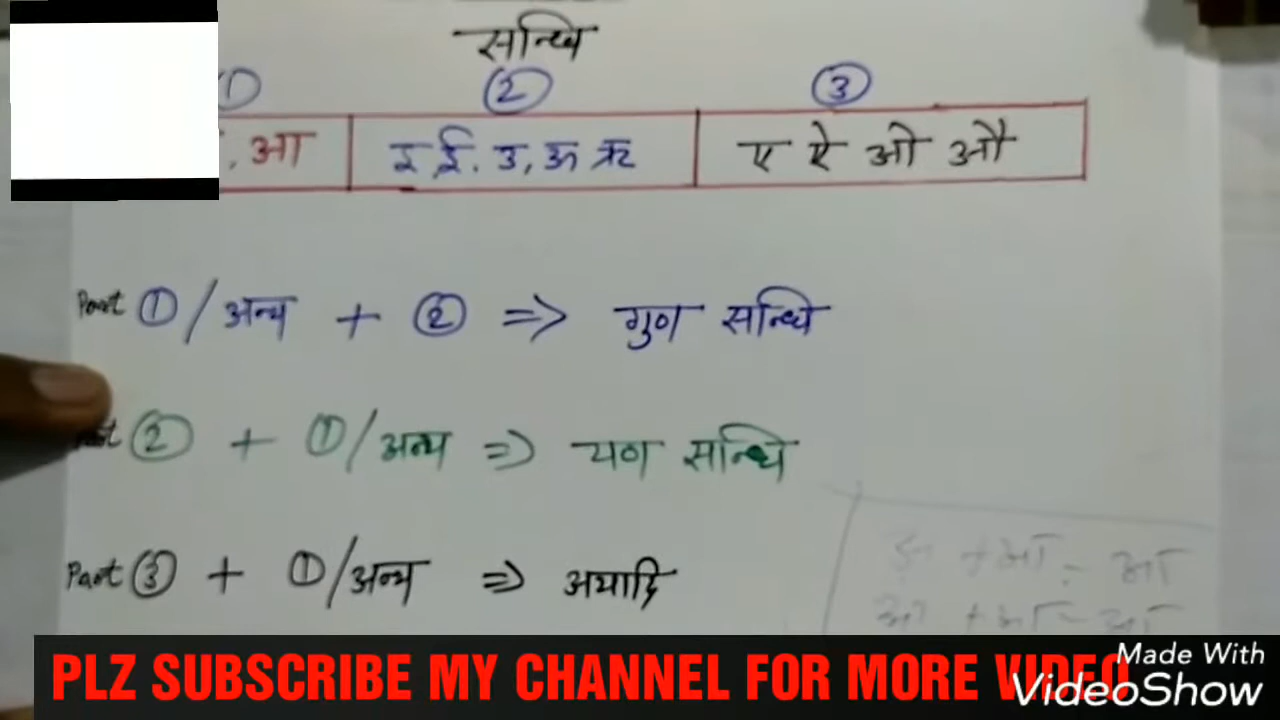 सन्धि
① ② ③
, आ इ ई. उ, ऊ ऋ ए ऐ ओ औ
Part ① / अन्य + ② => गुण सन्धि
② + ① / अन्य => यण सन्धि
Part ③ + ① / अन्य => अयादि
PLZ SUBSCRIBE MY CHANNEL FOR MORE VIDEO
Made With
VideoShow